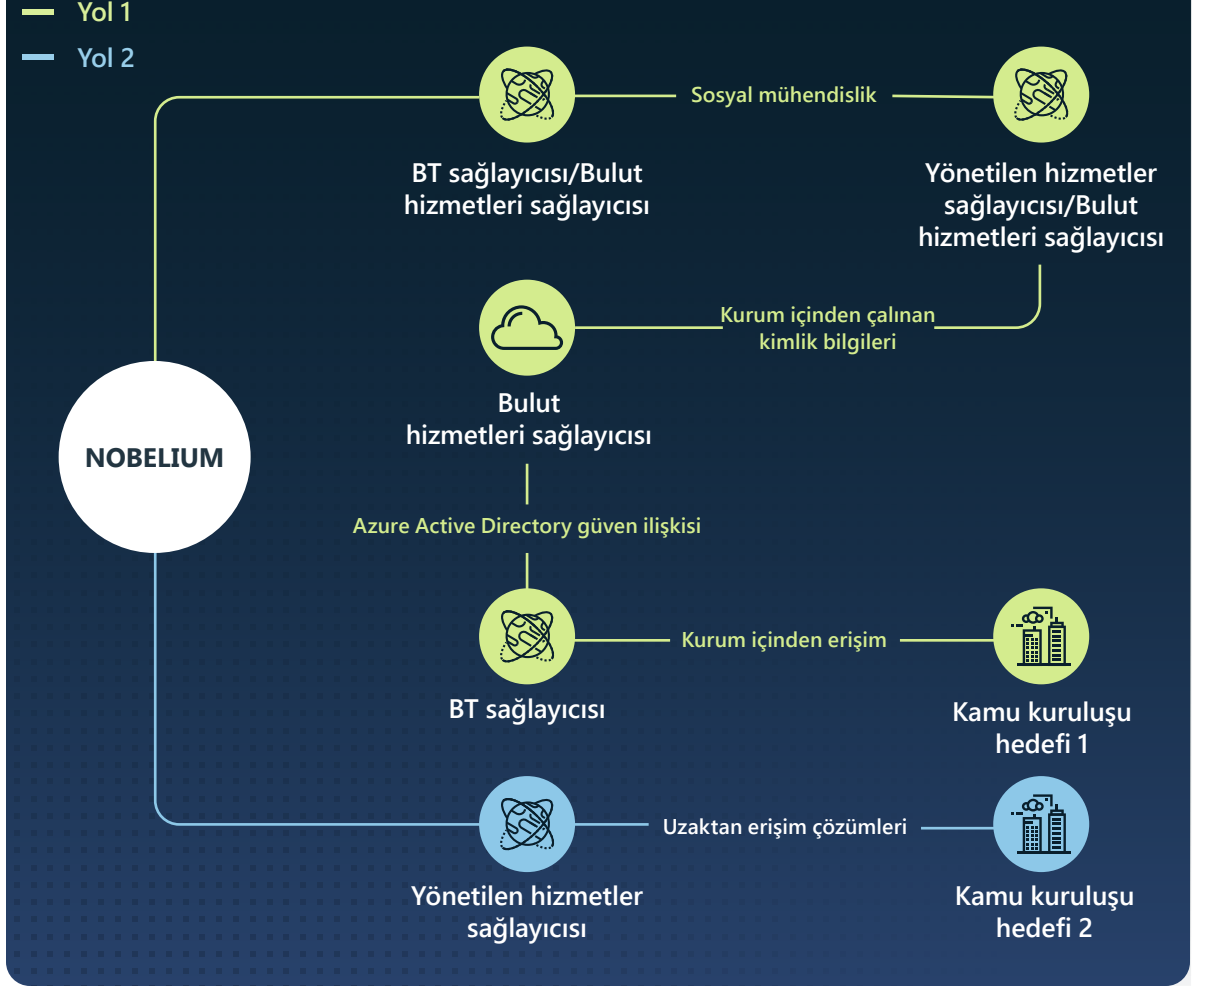 Yol 1
Yol 2
Sosyal mühendislik
BT sağlayıcısı/Bulut
hizmetleri sağlayıcısı
Yönetilen hizmetler
sağlayıcısı/Bulut
hizmetleri sağlayıcısı
Kurum içinden çalınan
kimlik bilgileri
Bulut
hizmetleri sağlayıcısı
NOBELIUM
Azure Active Directory güven ilişkisi
Kurum içinden erişim
BT sağlayıcısı
Kamu kuruluşu
hedefi 1
Uzaktan erişim çözümleri
Yönetilen hizmetler
sağlayıcısı
Kamu kuruluşu
hedefi 2